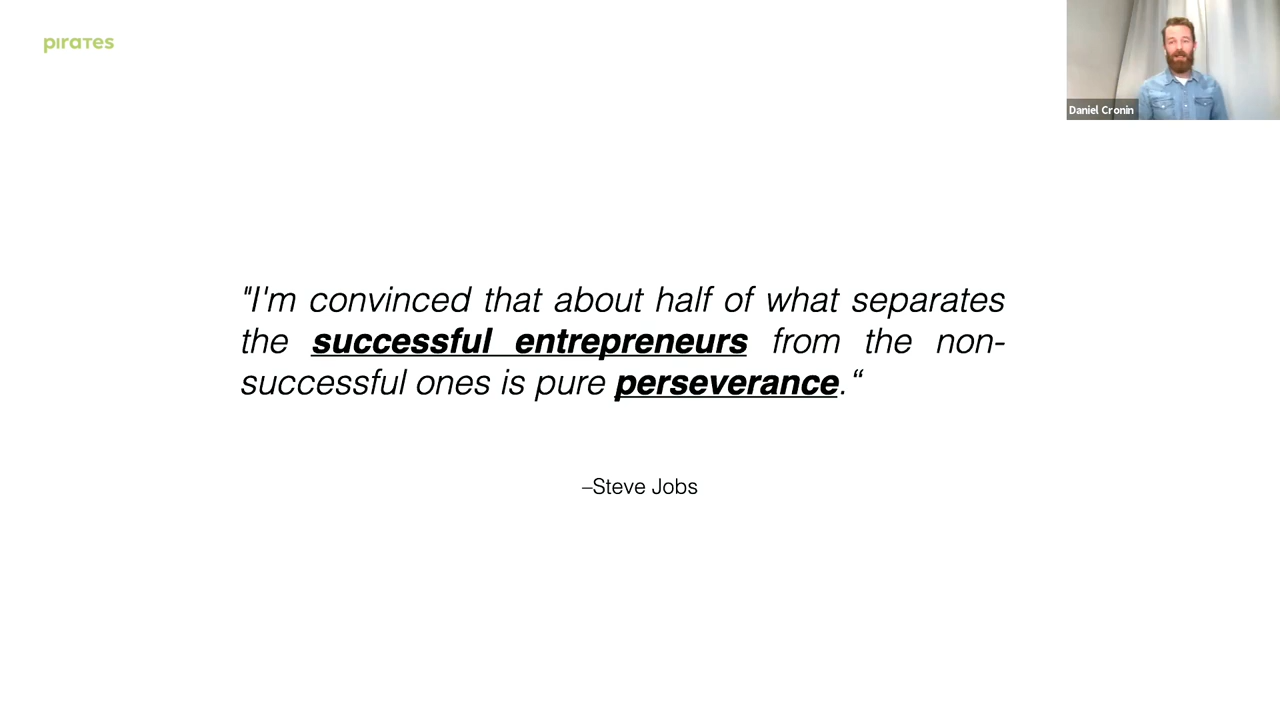 pirates
Daniel Cronin
"I'm convinced that about half of what separates
the successful entrepreneurs from the non-
successful ones is pure perseverance.“
–Steve Jobs